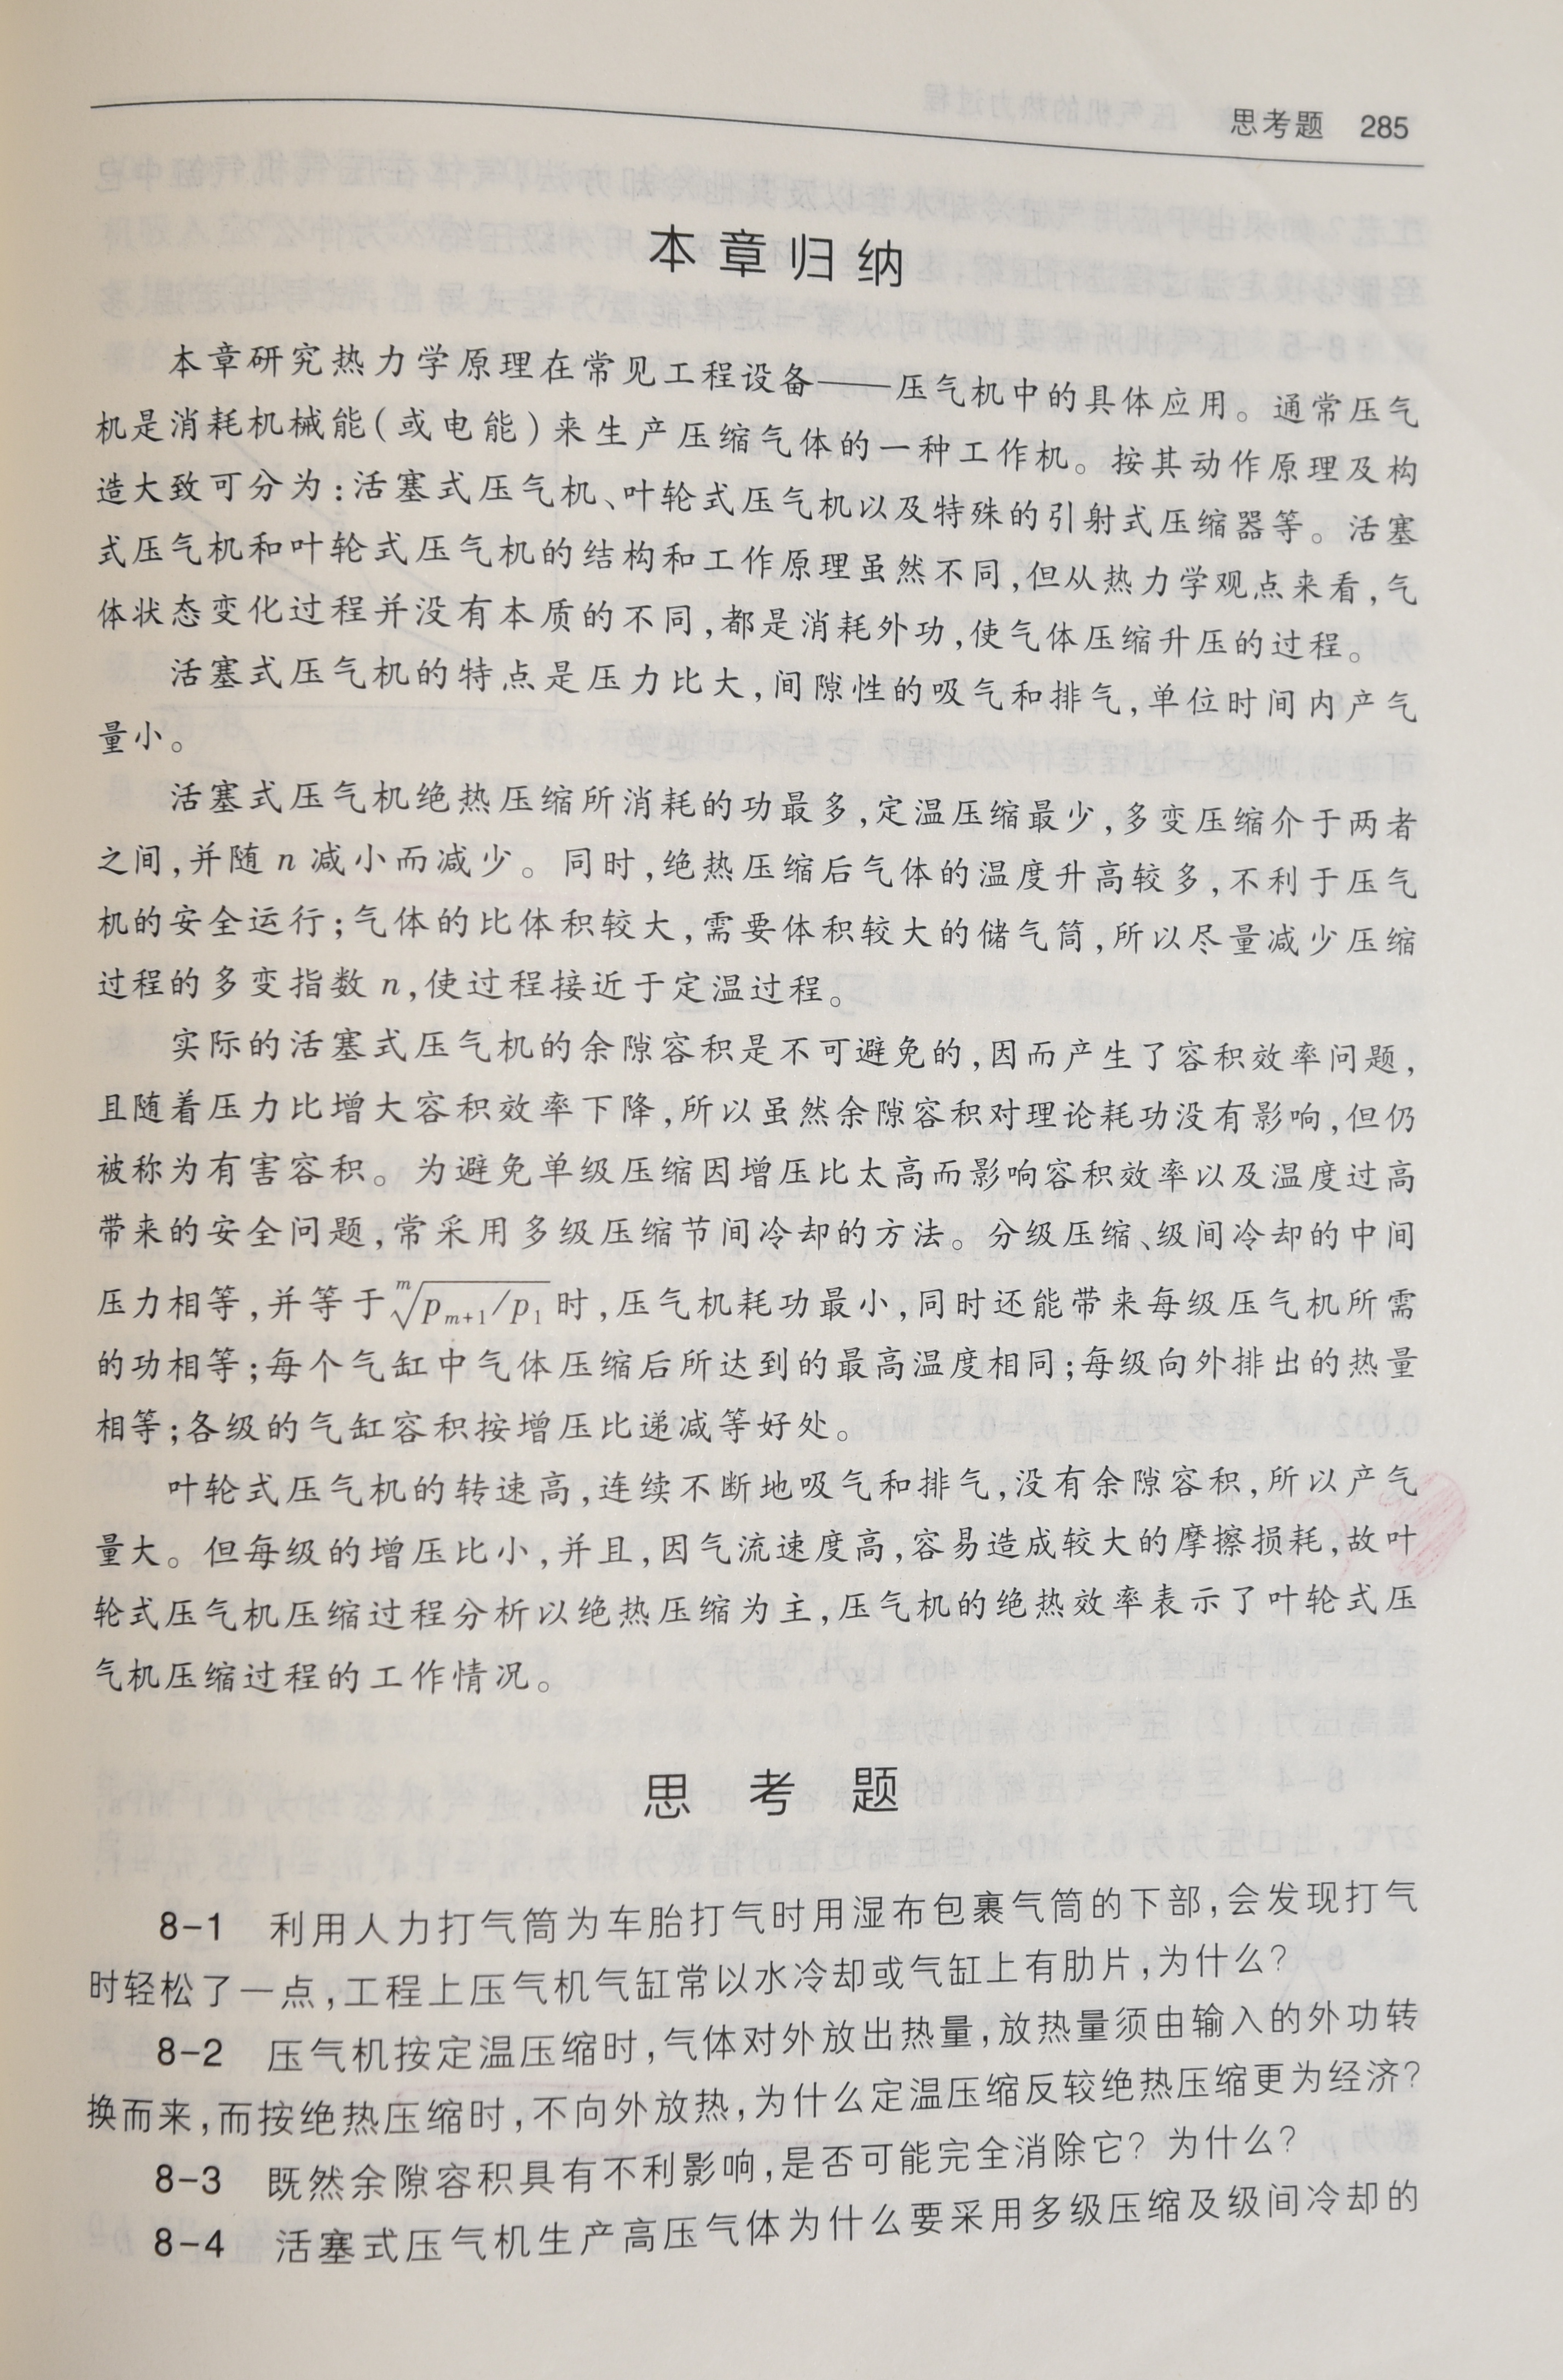 思考题 285
本章归纳
本章研究热力学原理在常见工程设备——压气机中的具体应用。通常压气
机是消耗机械能(或电能)来生产压缩气体的一种工作机。按其动作原理及构
造大致可分为:活塞式压气机、叶轮式压气机以及特殊的引射式压缩器等。活塞
式压气机和叶轮式压气机的结构和工作原理虽然不同,但从热力学观点来看,气
体状态变化过程并没有本质的不同,都是消耗外功,使气体压缩升压的过程。
活塞式压气机的特点是压力比大,间隙性的吸气和排气,单位时间内产气
量小。
活塞式压气机绝热压缩所消耗的功最多,定温压缩最少,多变压缩介于两者
之间,并随 n 减小而减少。同时,绝热压缩后气体的温度升高较多,不利于压气
机的安全运行;气体的比体积较大,需要体积较大的储气筒,所以尽量减少压缩
过程的多变指数 n,使过程接近于定温过程。
实际的活塞式压气机的余隙容积是不可避免的,因而产生了容积效率问题,
且随着压力比增大容积效率下降,所以虽然余隙容积对理论耗功没有影响,但仍
被称为有害容积。为避免单级压缩因增压比太高而影响容积效率以及温度过高
带来的安全问题,常采用多级压缩节间冷却的方法。分级压缩、级间冷却的中间
压力相等,并等于 $\sqrt[m]{p_{m+1}/p_1}$ 时,压气机耗功最小,同时还能带来每级压气机所需
的功相等;每个气缸中气体压缩后所达到的最高温度相同;每级向外排出的热量
相等;各级的气缸容积按增压比递减等好处。
叶轮式压气机的转速高,连续不断地吸气和排气,没有余隙容积,所以产气
量大。但每级的增压比小,并且,因气流速度高,容易造成较大的摩擦损耗,故叶
轮式压气机压缩过程分析以绝热压缩为主,压气机的绝热效率表示了叶轮式压
气机压缩过程的工作情况。
思考题
8-1 利用人力打气筒为车胎打气时用湿布包裹气筒的下部,会发现打气
时轻松了一点,工程上压气机气缸常以水冷却或气缸上有肋片,为什么?
8-2 压气机按定温压缩时,气体对外放出热量,放热量须由输入的外功转
换而来,而按绝热压缩时,不向外放热,为什么定温压缩反较绝热压缩更为经济?
8-3 既然余隙容积具有不利影响,是否可能完全消除它? 为什么?
8-4 活塞式压气机生产高压气体为什么要采用多级压缩及级间冷却的